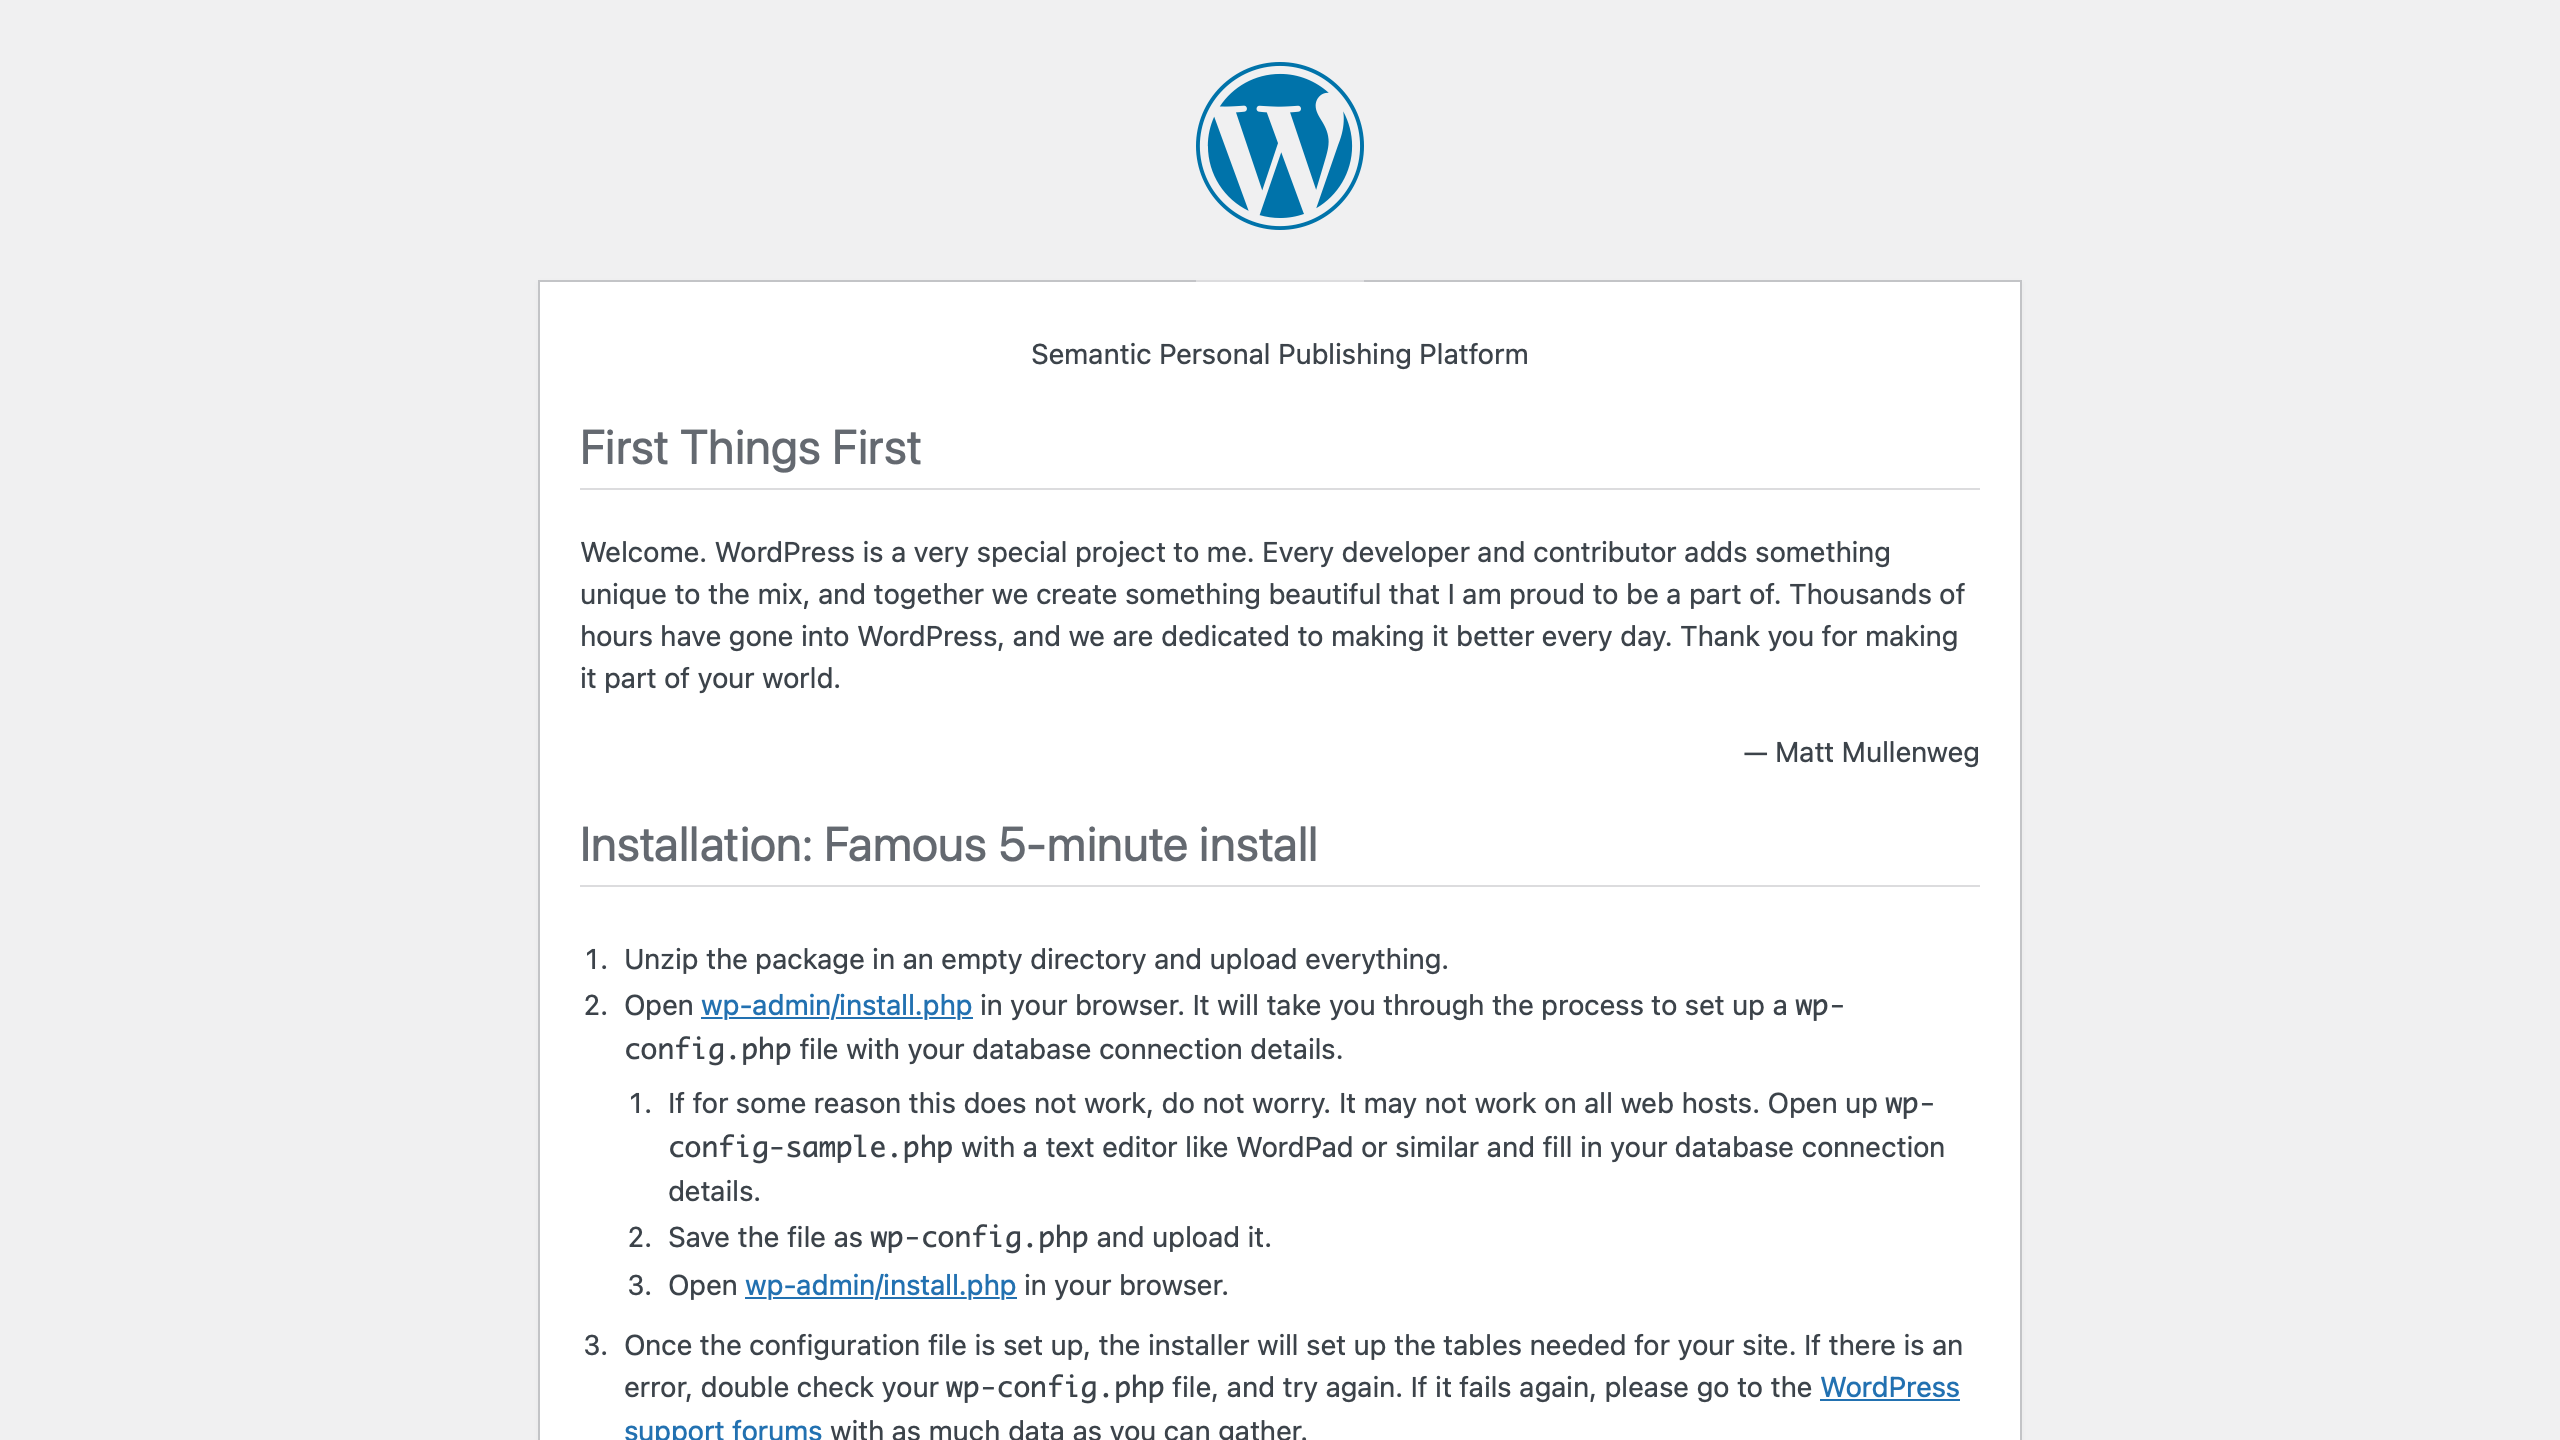 Semantic Personal Publishing Platform
First Things First
Welcome. WordPress is a very special project to me. Every developer and contributor adds something
unique to the mix, and together we create something beautiful that I am proud to be a part of. Thousands of
hours have gone into WordPress, and we are dedicated to making it better every day. Thank you for making
it part of your world.
— Matt Mullenweg
Installation: Famous 5-minute install
1. Unzip the package in an empty directory and upload everything.
2. Open wp-admin/install.php in your browser. It will take you through the process to set up a wp-
config.php file with your database connection details.
1. If for some reason this does not work, do not worry. It may not work on all web hosts. Open up wp-
config-sample.php with a text editor like WordPad or similar and fill in your database connection
details.
2. Save the file as wp-config.php and upload it.
3. Open wp-admin/install.php in your browser.
3. Once the configuration file is set up, the installer will set up the tables needed for your site. If there is an
error, double check your wp-config.php file, and try again. If it fails again, please go to the WordPress
support forums with as much data as you can gather.